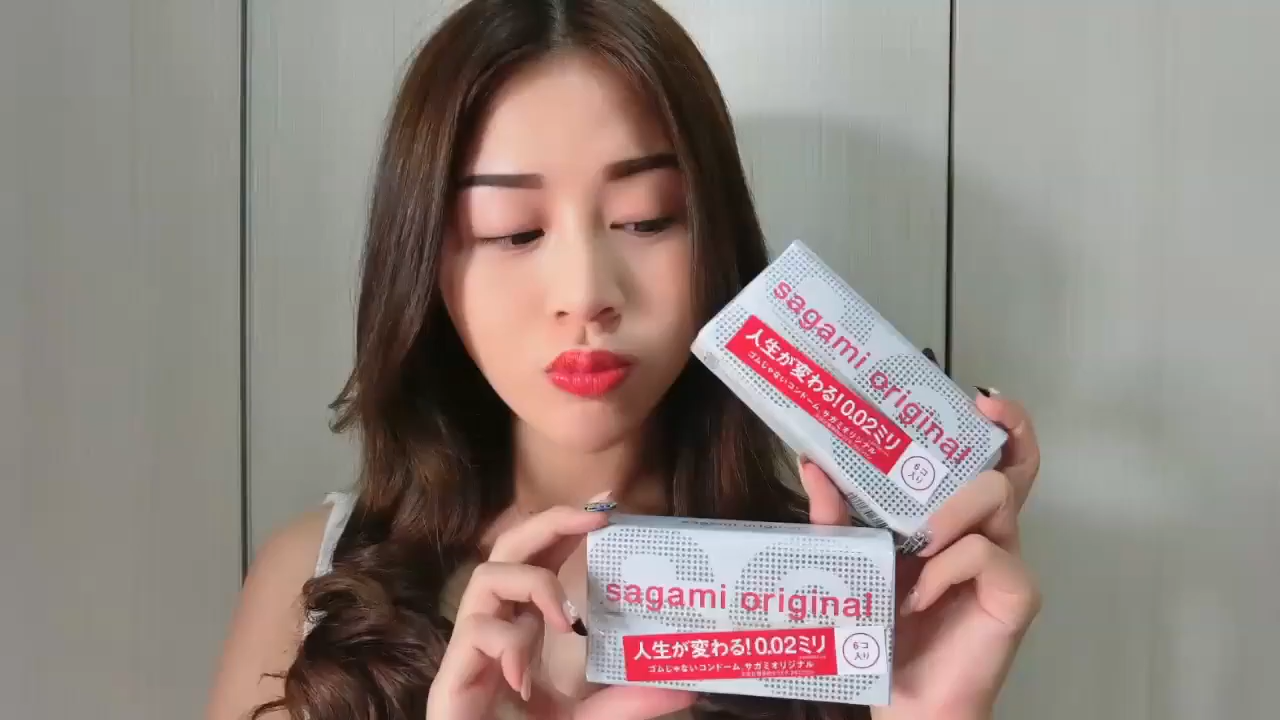 sagami original
人生が変わる!0.02ミリ
ゴムじゃないコンドーム、サガミオリジナル
6コ
入り
sagami original
sagami original
人生が変わる!0.02ミリ
ゴムじゃないコンドーム、サガミオリジナル
6コ
入り